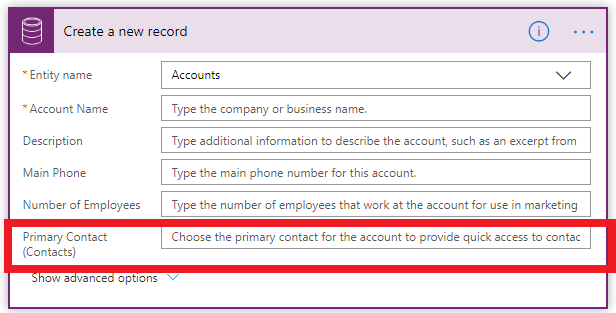 Create a new record
* Entity name Accounts
* Account Name Type the company or business name.
Description Type additional information to describe the account, such as an excerpt from
Main Phone Type the main phone number for this account.
Number of Employees Type the number of employees that work at the account for use in marketing
Primary Contact (Contacts) Choose the primary contact for the account to provide quick access to contac
Show advanced options